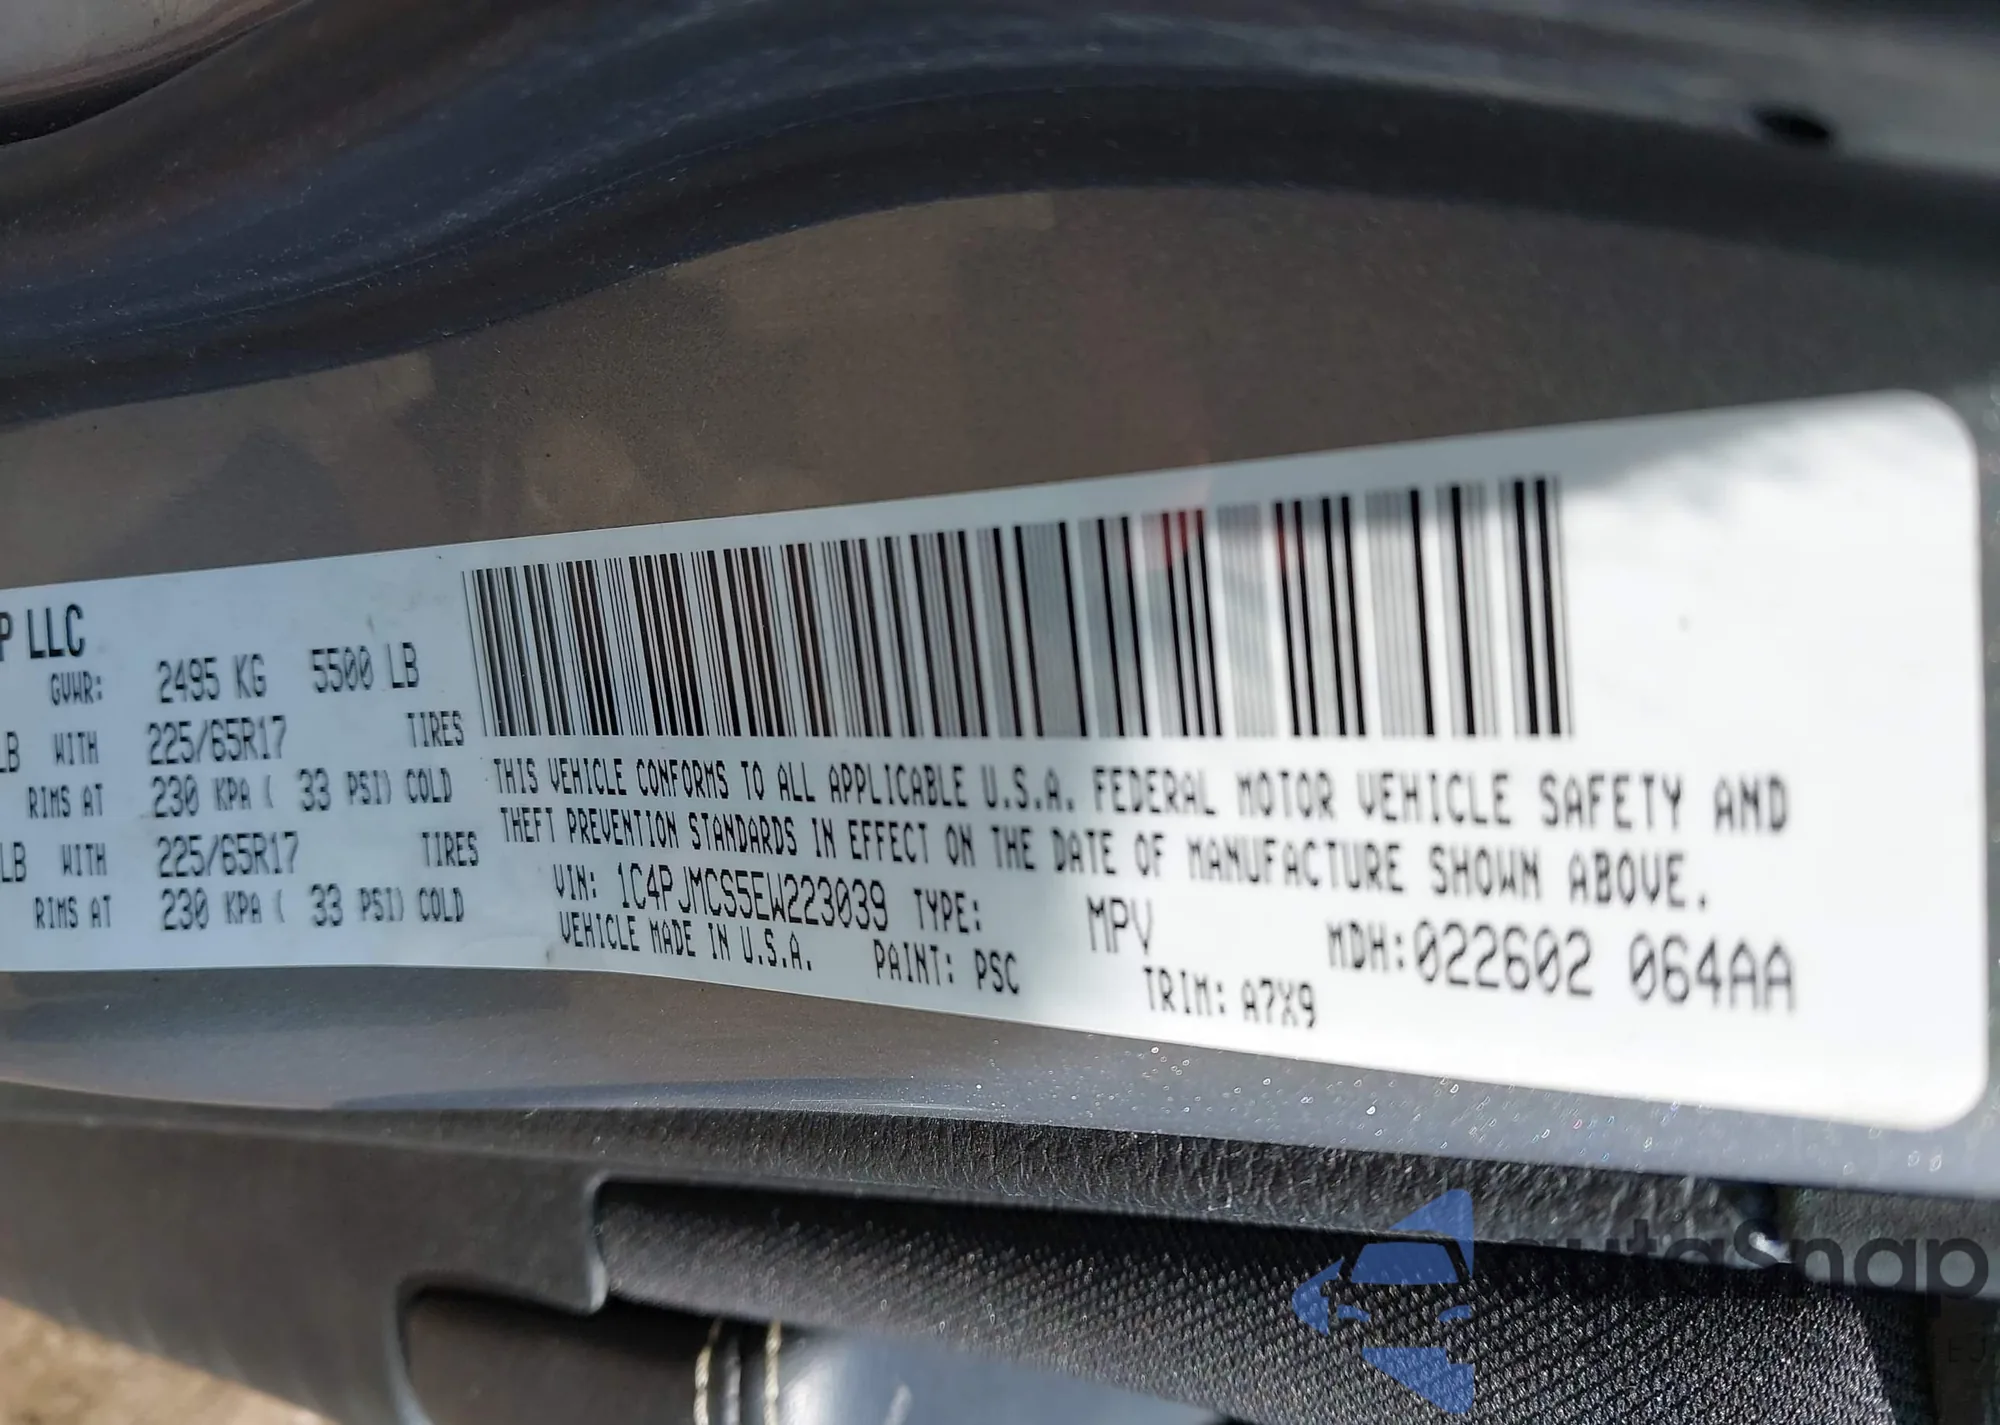 P LLC
GVWR: 2495 KG 5500 LB
LB WITH 225/65R17 TIRES
RIMS AT 230 KPA ( 33 PSI) COLD
LB WITH 225/65R17 TIRES
RIMS AT 230 KPA ( 33 PSI) COLD
THIS VEHICLE CONFORMS TO ALL APPLICABLE U.S.A. FEDERAL MOTOR VEHICLE SAFETY AND
THEFT PREVENTION STANDARDS IN EFFECT ON THE DATE OF MANUFACTURE SHOWN ABOVE.
VIN: 1C4PJMCS5EW223039 TYPE: MPV MDH:022602 064AA
VEHICLE MADE IN U.S.A. PAINT: PSC TRIM: A7X9
autaSnap